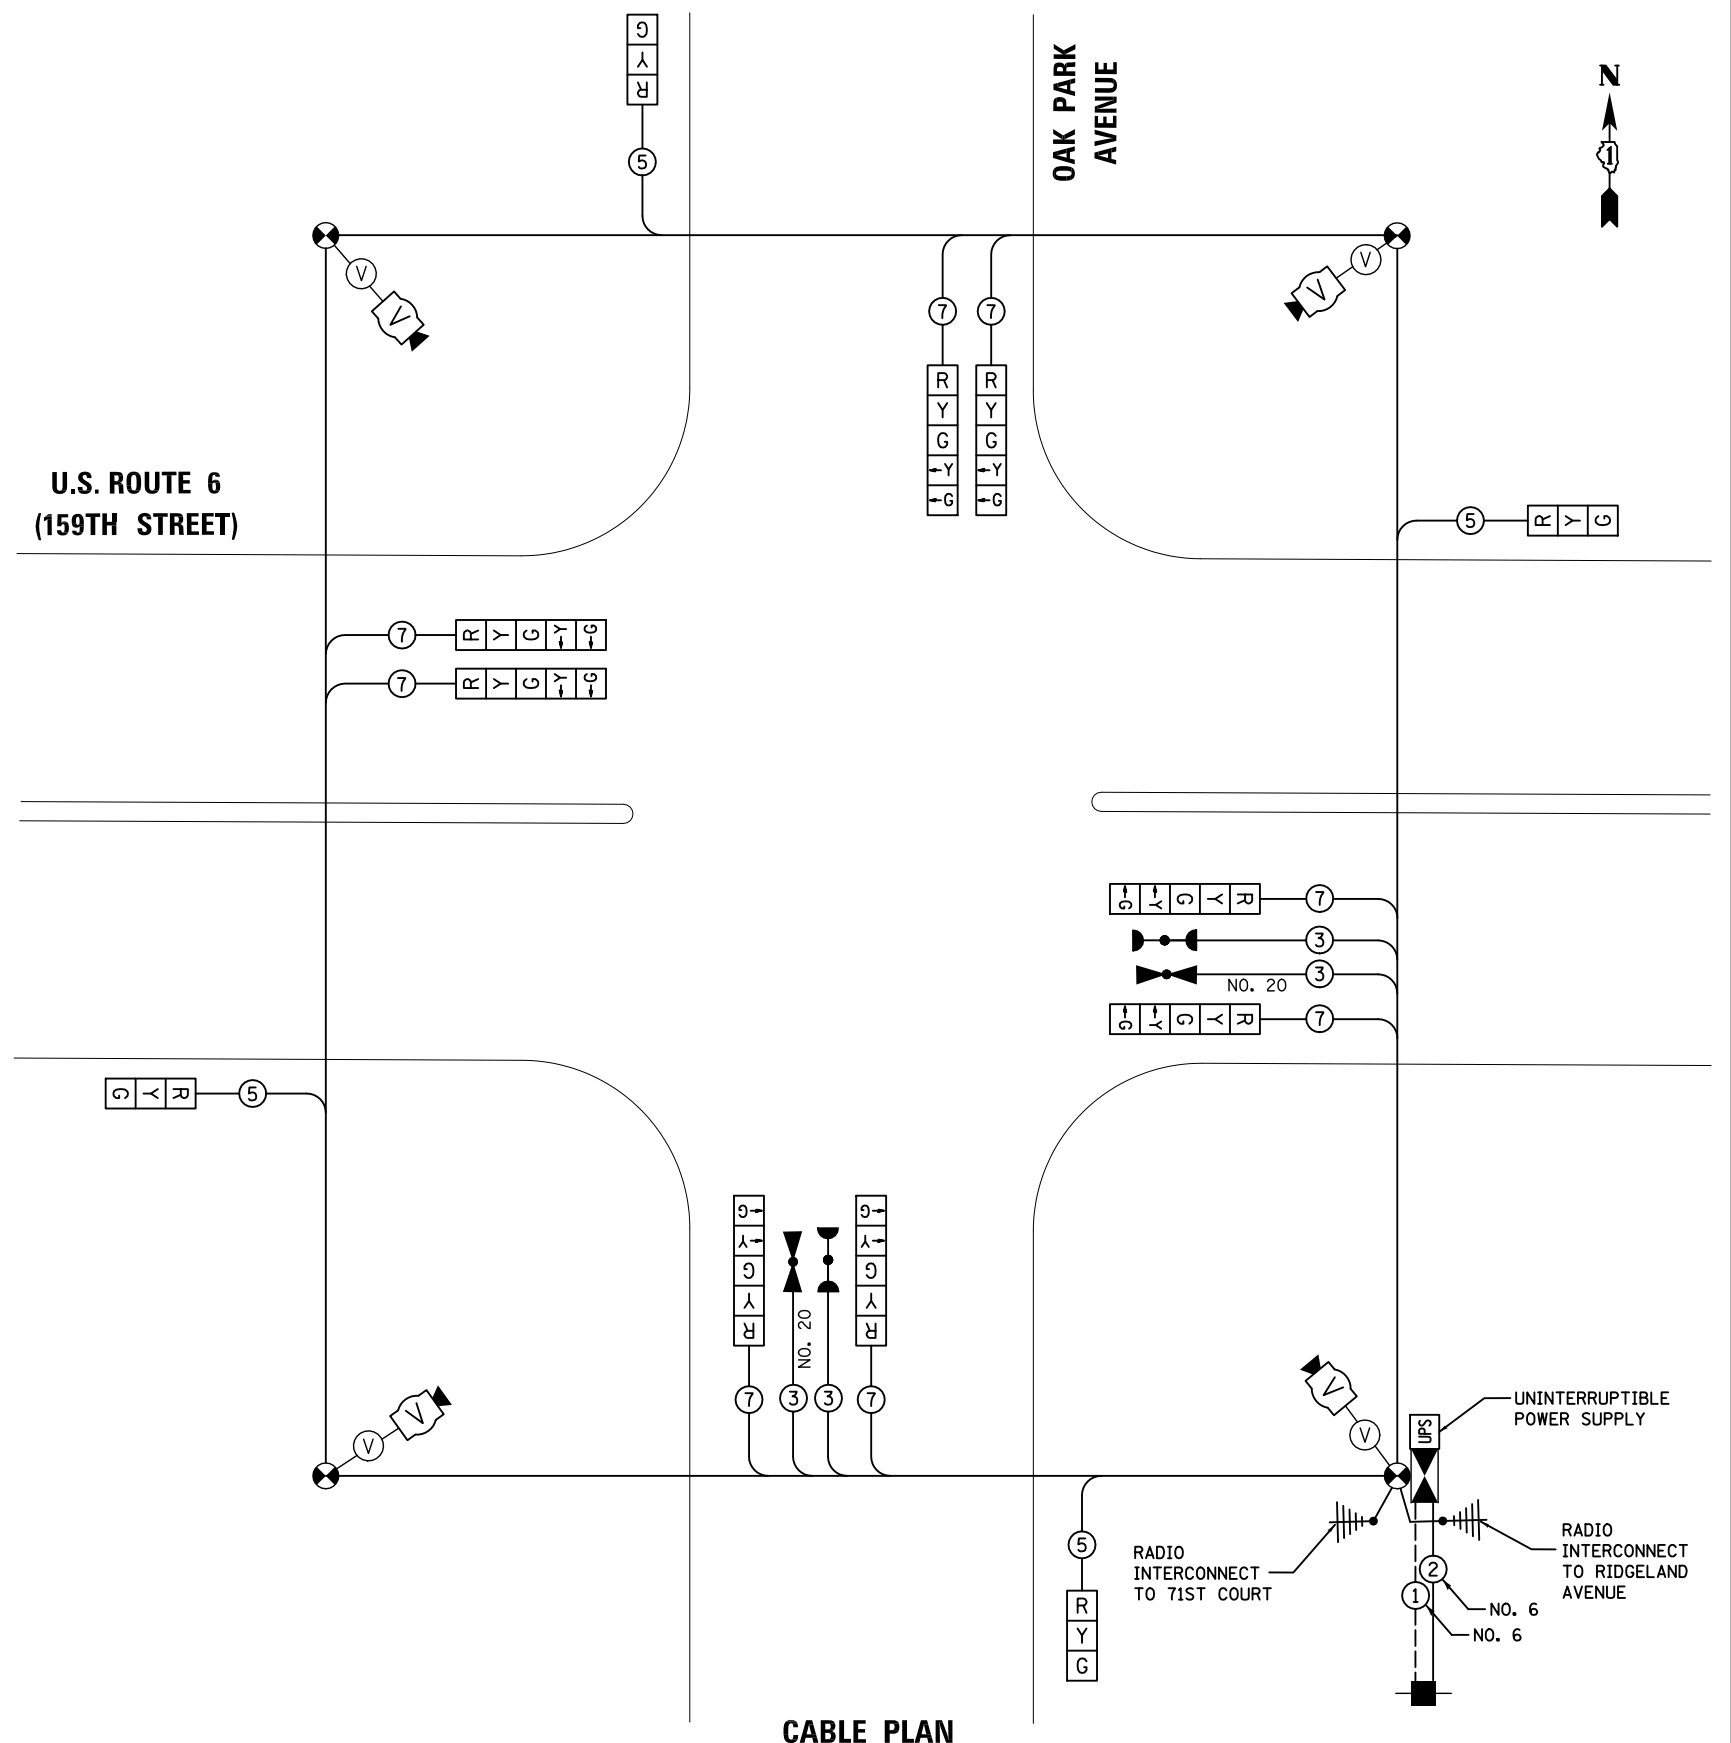 G
Y
R
5
OAK PARK
AVENUE
N
1
V
V
7
7
R
Y
G
←Y
←G
R
Y
G
←Y
←G
U.S. ROUTE 6
(159TH STREET)
5
R Y G
7
R Y G ←Y ←G
7
R Y G ←Y ←G
V
V
←G ←Y G Y R
7
3
3
NO. 20
←G ←Y G Y R
7
G Y R
5
←G
←Y
G
Y
R
7
NO. 20
3
3
←G
←Y
G
Y
R
7
V
V
V
V
UPS
UNINTERRUPTIBLE
POWER SUPPLY
5
R
Y
G
RADIO
INTERCONNECT
TO 71ST COURT
RADIO
INTERCONNECT
TO RIDGELAND
AVENUE
2
1
NO. 6
NO. 6
V
V
CABLE PLAN